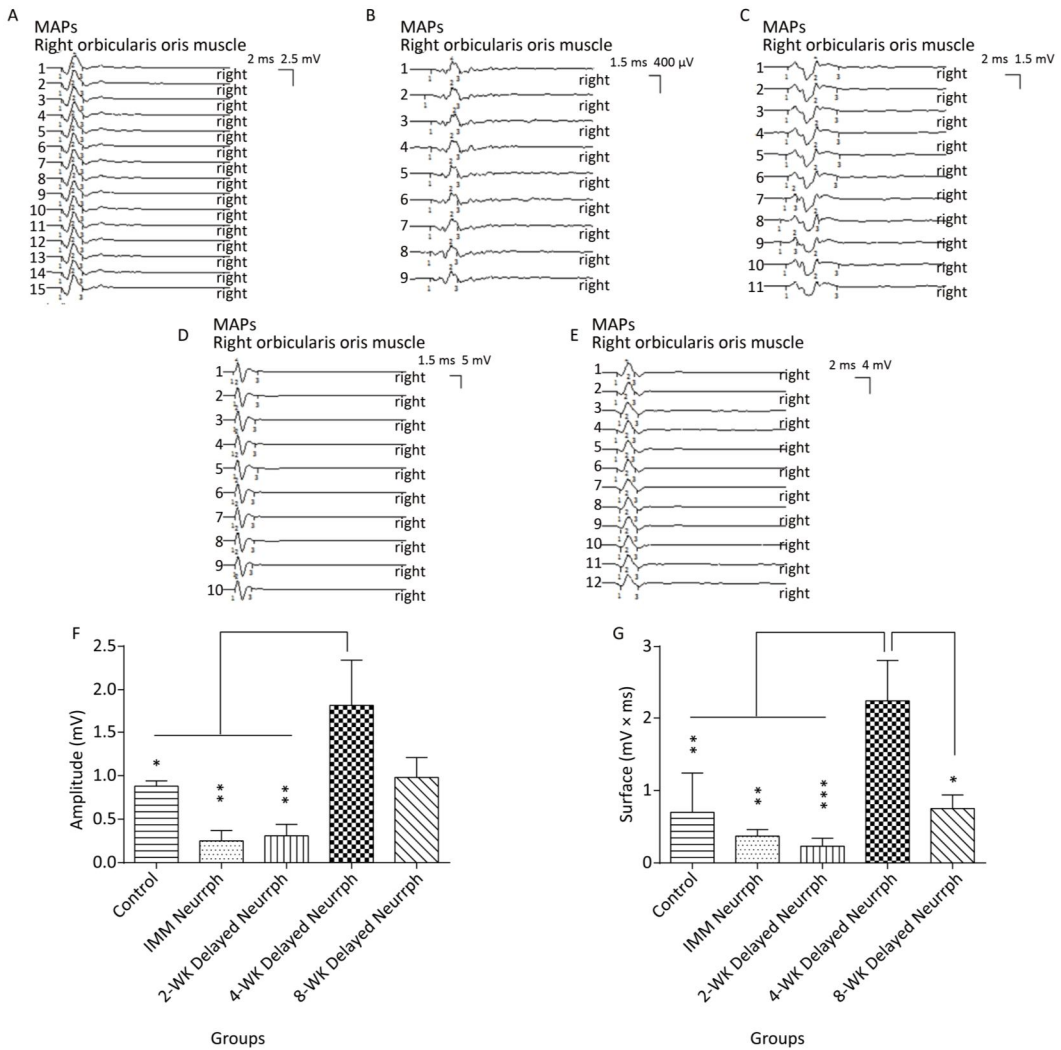 A
MAPs
Right orbicularis oris muscle
2 ms 2.5 mV
1 right
2 right
3 right
4 right
5 right
6 right
7 right
8 right
9 right
10 right
11 right
12 right
13 right
14 right
15 right
B
MAPs
Right orbicularis oris muscle
1.5 ms 400 µV
1 right
2 right
3 right
4 right
5 right
6 right
7 right
8 right
9 right
C
MAPs
Right orbicularis oris muscle
2 ms 1.5 mV
1 right
2 right
3 right
4 right
5 right
6 right
7 right
8 right
9 right
10 right
11 right
D
MAPs
Right orbicularis oris muscle
1.5 ms 5 mV
1 right
2 right
3 right
4 right
5 right
6 right
7 right
8 right
9 right
10 right
E
MAPs
Right orbicularis oris muscle
2 ms 4 mV
1 right
2 right
3 right
4 right
5 right
6 right
7 right
8 right
9 right
10 right
11 right
12 right
F
Amplitude (mV)
2.5
2.0
1.5
1.0
0.5
0.0
*
**
**
Control
IMM Neurrph
2-WK Delayed Neurrph
4-WK Delayed Neurrph
8-WK Delayed Neurrph
Groups
G
Surface (mV × ms)
3
2
1
0
**
**
***
*
Control
IMM Neurrph
2-WK Delayed Neurrph
4-WK Delayed Neurrph
8-WK Delayed Neurrph
Groups